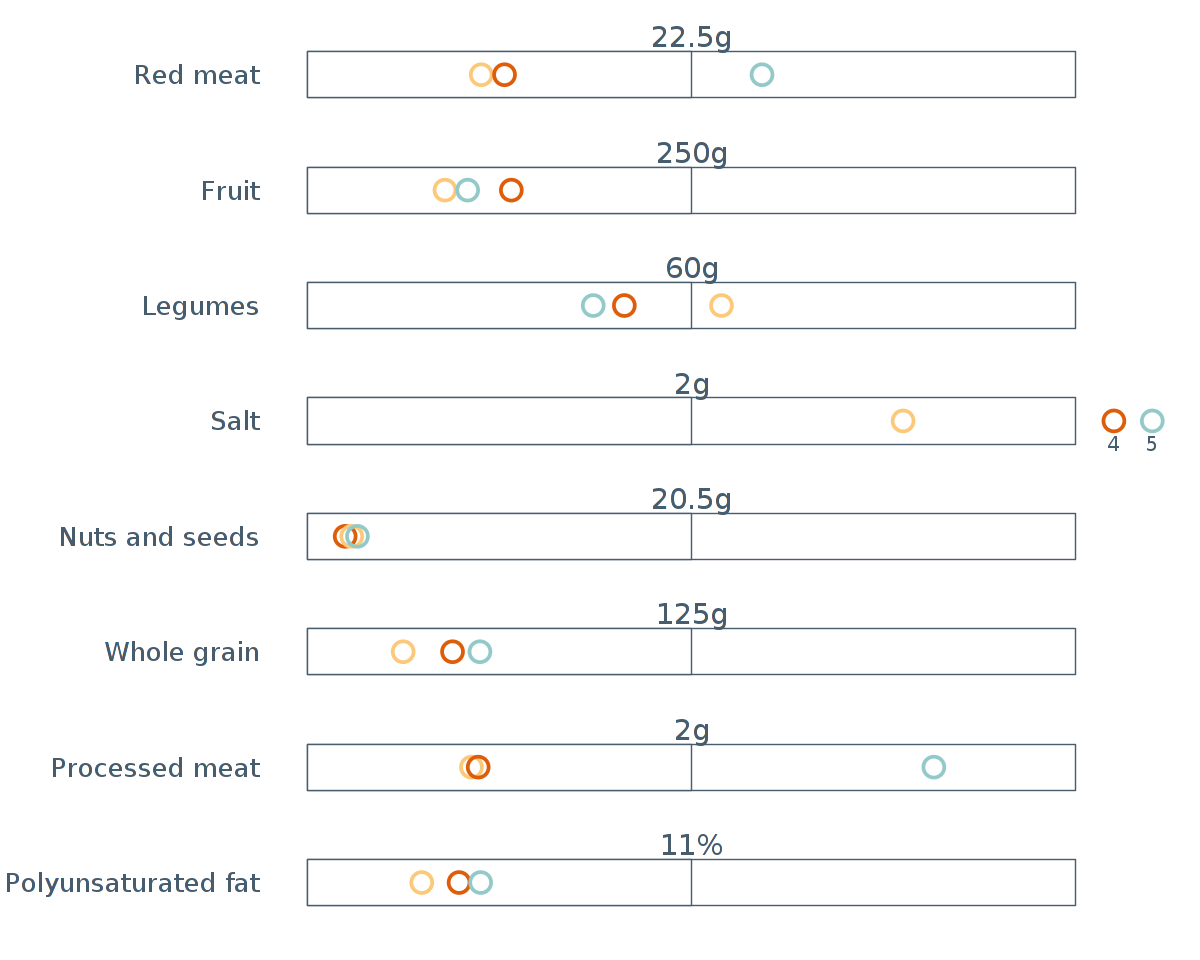 22.5g
Red meat
250g
Fruit
60g
Legumes
2g
Salt
4 5
20.5g
Nuts and seeds
125g
Whole grain
2g
Processed meat
11%
Polyunsaturated fat